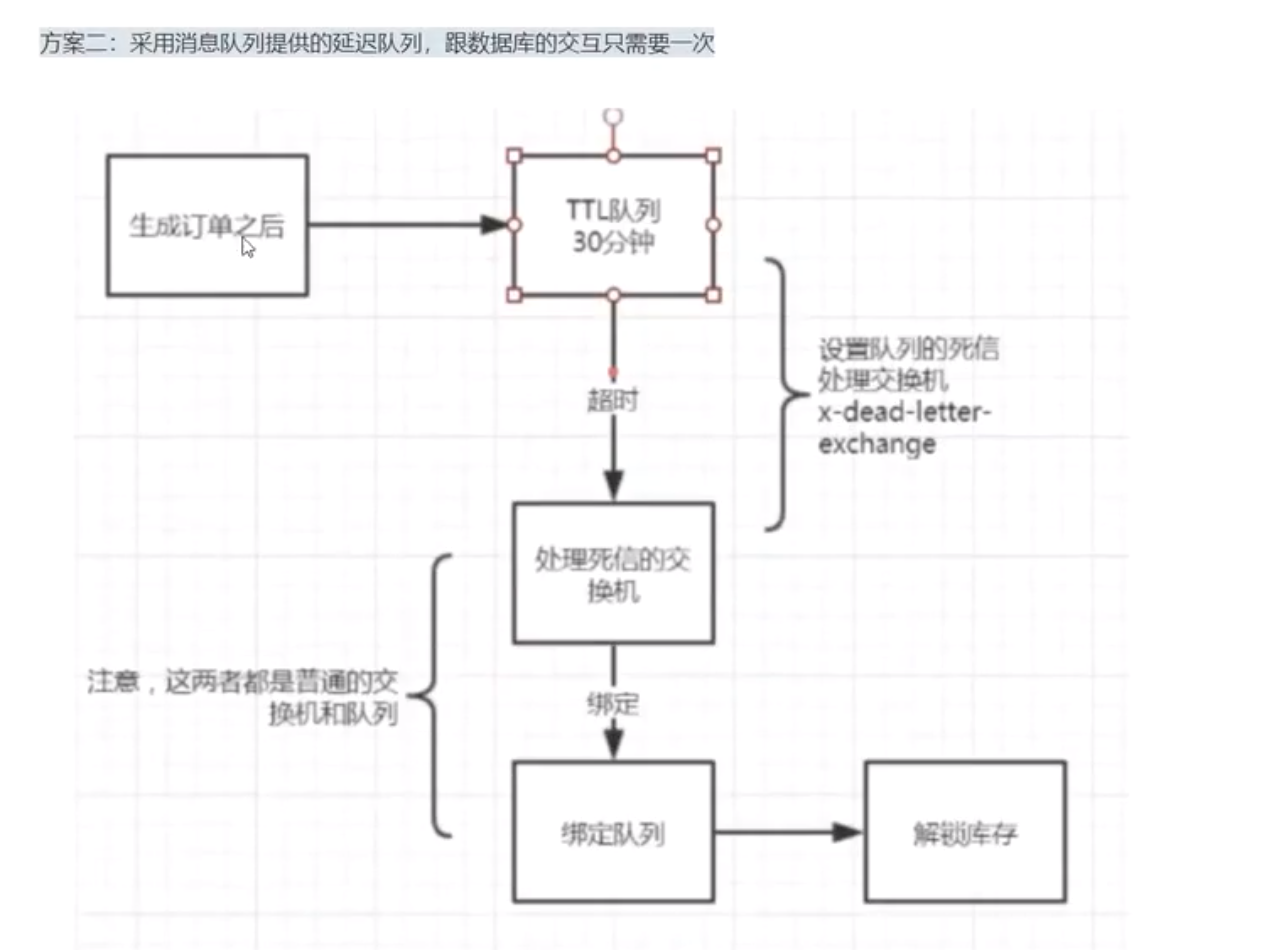 方案二：采用消息队列提供的延迟队列，跟数据库的交互只需要一次
生成订单之后
TTL队列
30分钟
超时
设置队列的死信
处理交换机
x-dead-letter-
exchange
处理死信的交
换机
注意，这两者都是普通的交
换机和队列
绑定
绑定队列
解锁库存